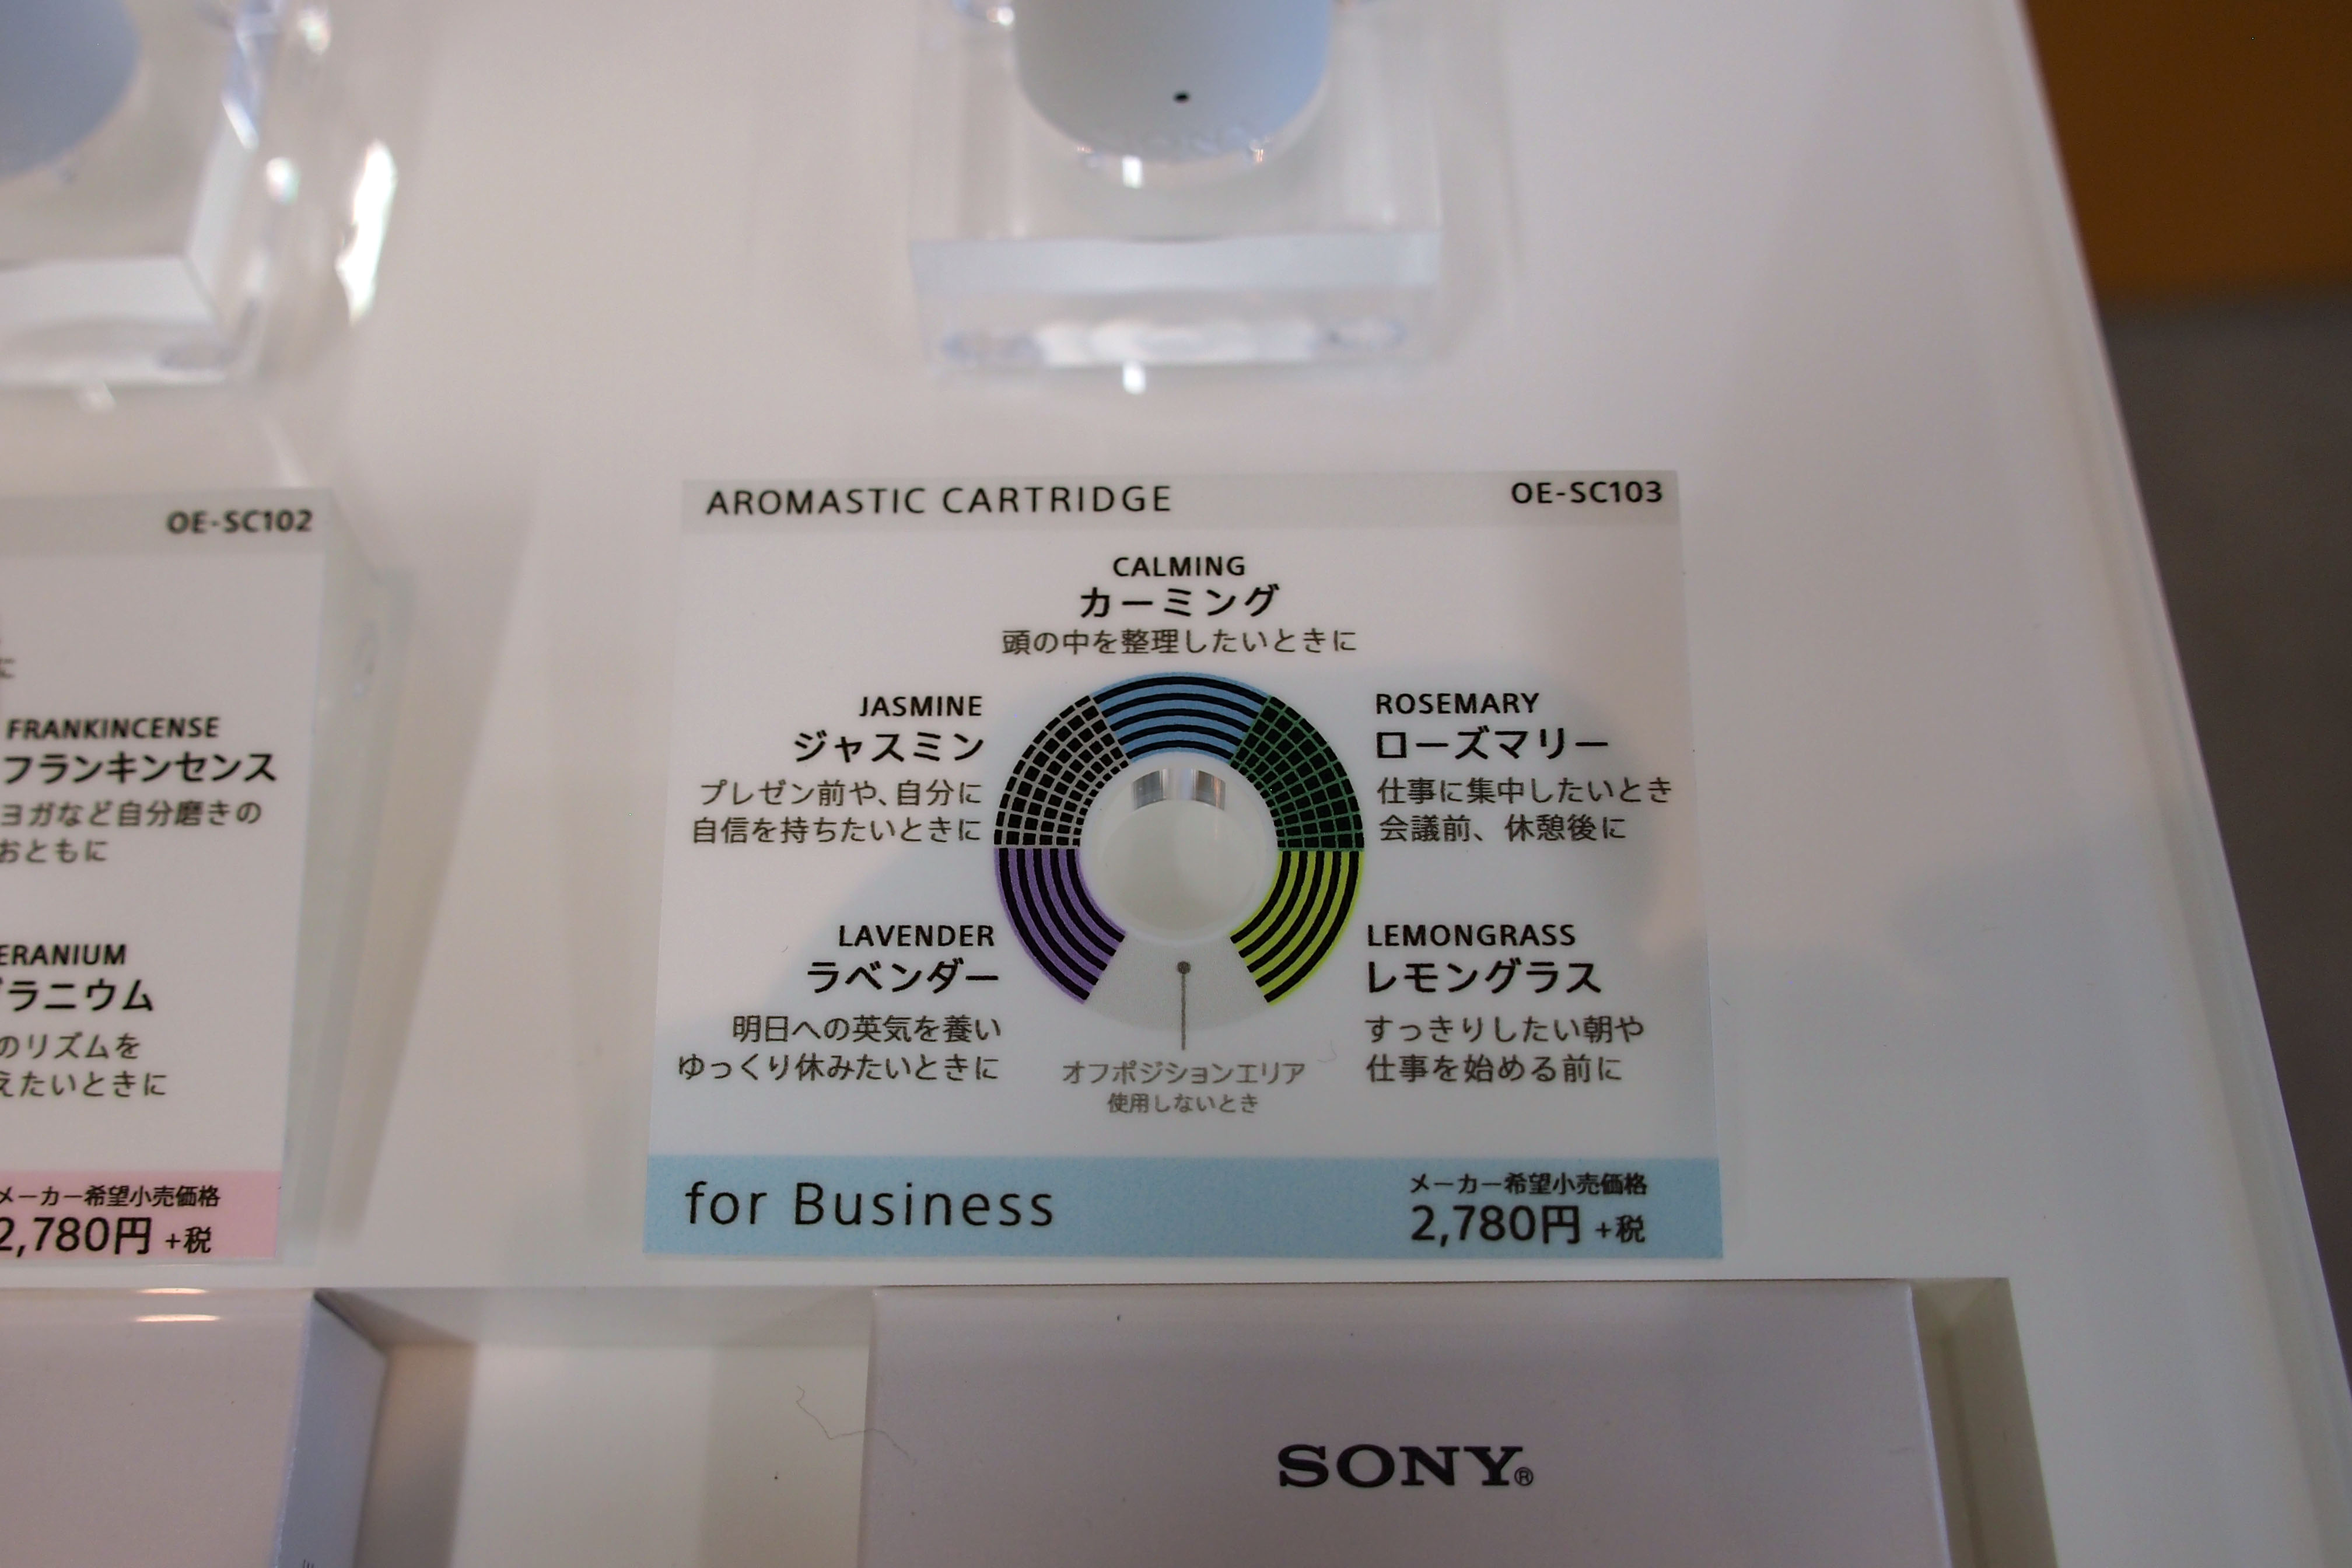 OE-SC102
に
FRANKINCENSE
フランキンセンス
ヨガなど自分磨きの
おともに
ERANIUM
ラニウム
のリズムを
えたいときに
メーカー希望小売価格
2,780円 +税
AROMASTIC CARTRIDGE
OE-SC103
CALMING
カーミング
頭の中を整理したいときに
JASMINE
ジャスミン
プレゼン前や、自分に
自信を持ちたいときに
ROSEMARY
ローズマリー
仕事に集中したいとき
会議前、休憩後に
LAVENDER
ラベンダー
明日への英気を養い
ゆっくり休みたいときに
LEMONGRASS
レモングラス
すっきりしたい朝や
仕事を始める前に
オフポジションエリア
使用しないとき
for Business
メーカー希望小売価格
2,780円 +税
SONY®